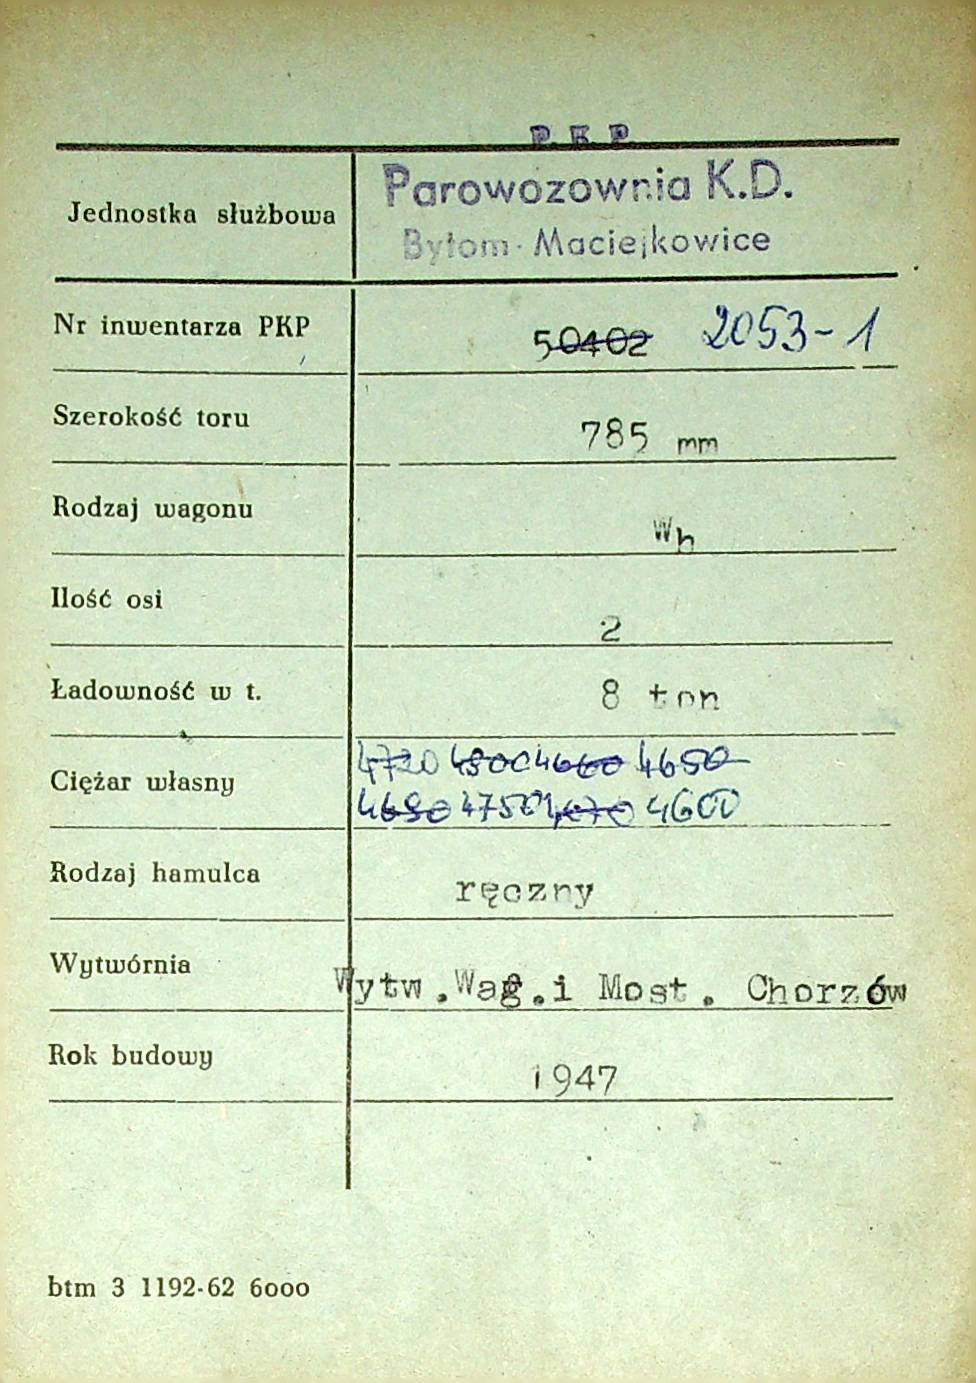 P. K. P.
Parowozownia K.D.
Jednostka służbowa
Bytom-Maciejkowice
Nr inwentarza PKP 50402 2053-1
Szerokość toru 785 mm
Rodzaj wagonu Wh
Ilość osi 2
Ładowność w t. 8 ton
4720 4800 4660 4650
Ciężar własny
4680 4750 4670 4600
Rodzaj hamulca ręczny
Wytwórnia Wytw.Wag.i Most. Chorzów
Rok budowy 1947
btm 3 1192-62 6000